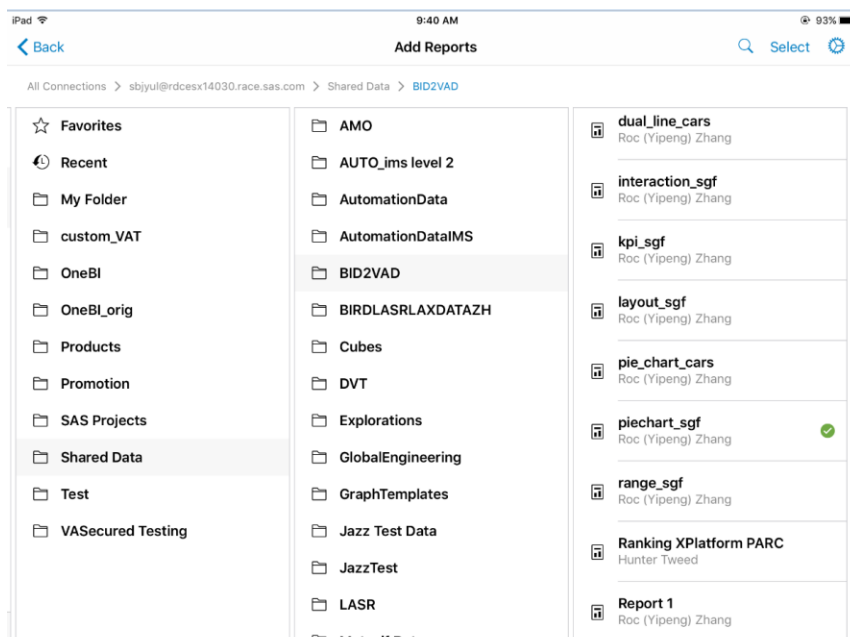 iPad 9:40 AM 93%
Back Add Reports Select
All Connections > sbjyul@rdcesx14030.race.sas.com > Shared Data > BID2VAD
Favorites
Recent
My Folder
custom_VAT
OneBI
OneBI_orig
Products
Promotion
SAS Projects
Shared Data
Test
VASecured Testing
AMO
AUTO_ims level 2
AutomationData
AutomationDataIMS
BID2VAD
BIRDLASRLAXDATAZH
Cubes
DVT
Explorations
GlobalEngineering
GraphTemplates
Jazz Test Data
JazzTest
LASR
dual_line_cars
Roc (Yipeng) Zhang
interaction_sgf
Roc (Yipeng) Zhang
kpi_sgf
Roc (Yipeng) Zhang
layout_sgf
Roc (Yipeng) Zhang
pie_chart_cars
Roc (Yipeng) Zhang
piechart_sgf
Roc (Yipeng) Zhang
range_sgf
Roc (Yipeng) Zhang
Ranking XPlatform PARC
Hunter Tweed
Report 1
Roc (Yipeng) Zhang